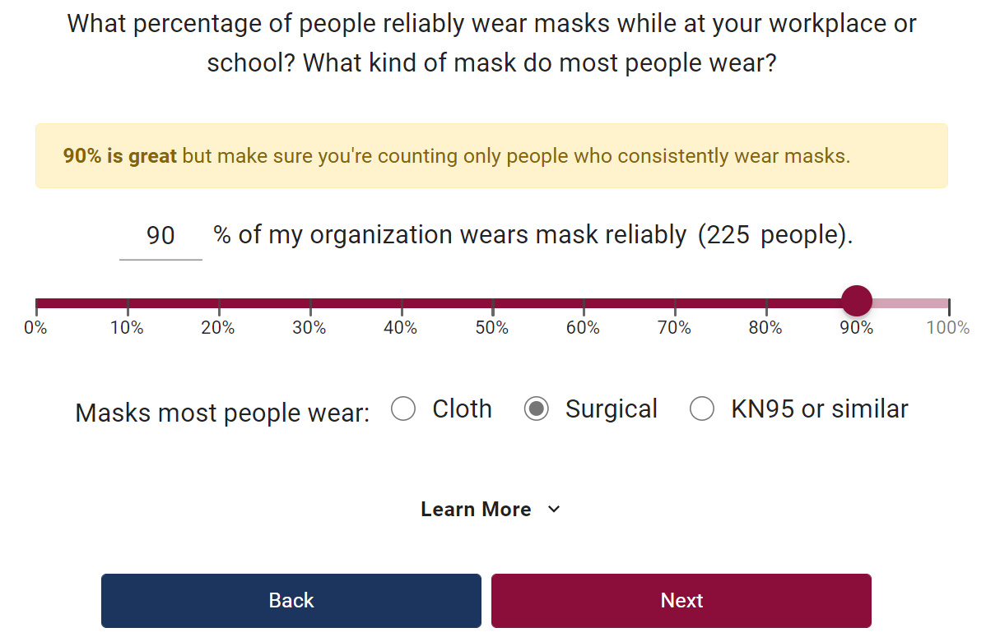 What percentage of people reliably wear masks while at your workplace or
school? What kind of mask do most people wear?
90% is great but make sure you're counting only people who consistently wear masks.
90 % of my organization wears mask reliably (225 people).
0% 10% 20% 30% 40% 50% 60% 70% 80% 90% 100%
Masks most people wear: Cloth Surgical KN95 or similar
Learn More
Back Next